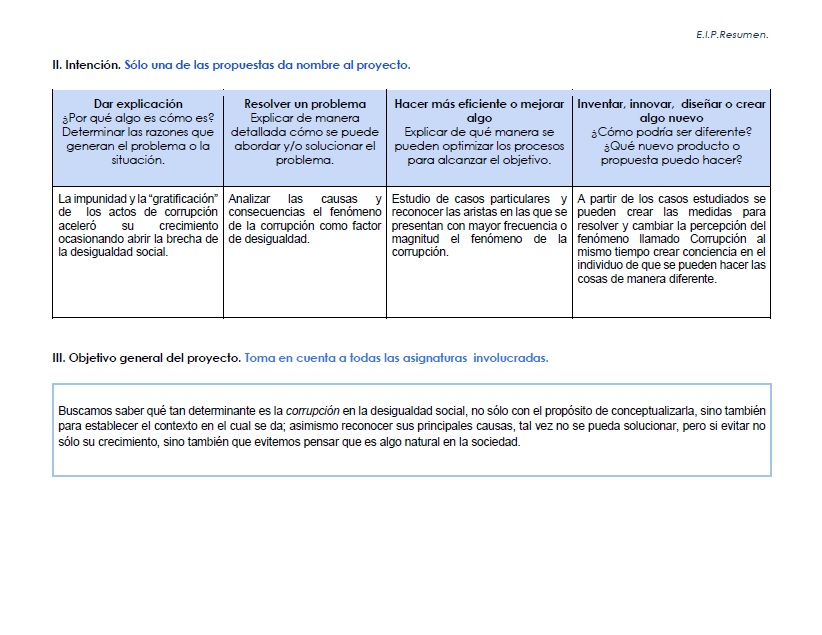 E.I.P.Resumen.
II. Intención. Sólo una de las propuestas da nombre al proyecto.
Dar explicación
¿Por qué algo es cómo es?
Determinar las razones que
generan el problema o la
situación.
Resolver un problema
Explicar de manera
detallada cómo se puede
abordar y/o solucionar el
problema.
Hacer más eficiente o mejorar
algo
Explicar de qué manera se
pueden optimizar los procesos
para alcanzar el objetivo.
Inventar, innovar, diseñar o crear
algo nuevo
¿Cómo podría ser diferente?
¿Qué nuevo producto o
propuesta puedo hacer?
La impunidad y la “gratificación”
de los actos de corrupción
aceleró su crecimiento
ocasionando abrir la brecha de
la desigualdad social.
Analizar las causas y
consecuencias el fenómeno
de la corrupción como factor
de desigualdad.
Estudio de casos particulares y
reconocer las aristas en las que se
presentan con mayor frecuencia o
magnitud el fenómeno de la
corrupción.
A partir de los casos estudiados se
pueden crear las medidas para
resolver y cambiar la percepción del
fenómeno llamado Corrupción al
mismo tiempo crear conciencia en el
individuo de que se pueden hacer las
cosas de manera diferente.
III. Objetivo general del proyecto. Toma en cuenta a todas las asignaturas involucradas.
Buscamos saber qué tan determinante es la corrupción en la desigualdad social, no sólo con el propósito de conceptualizarla, sino también
para establecer el contexto en el cual se da; asimismo reconocer sus principales causas, tal vez no se pueda solucionar, pero si evitar no
sólo su crecimiento, sino también que evitemos pensar que es algo natural en la sociedad.